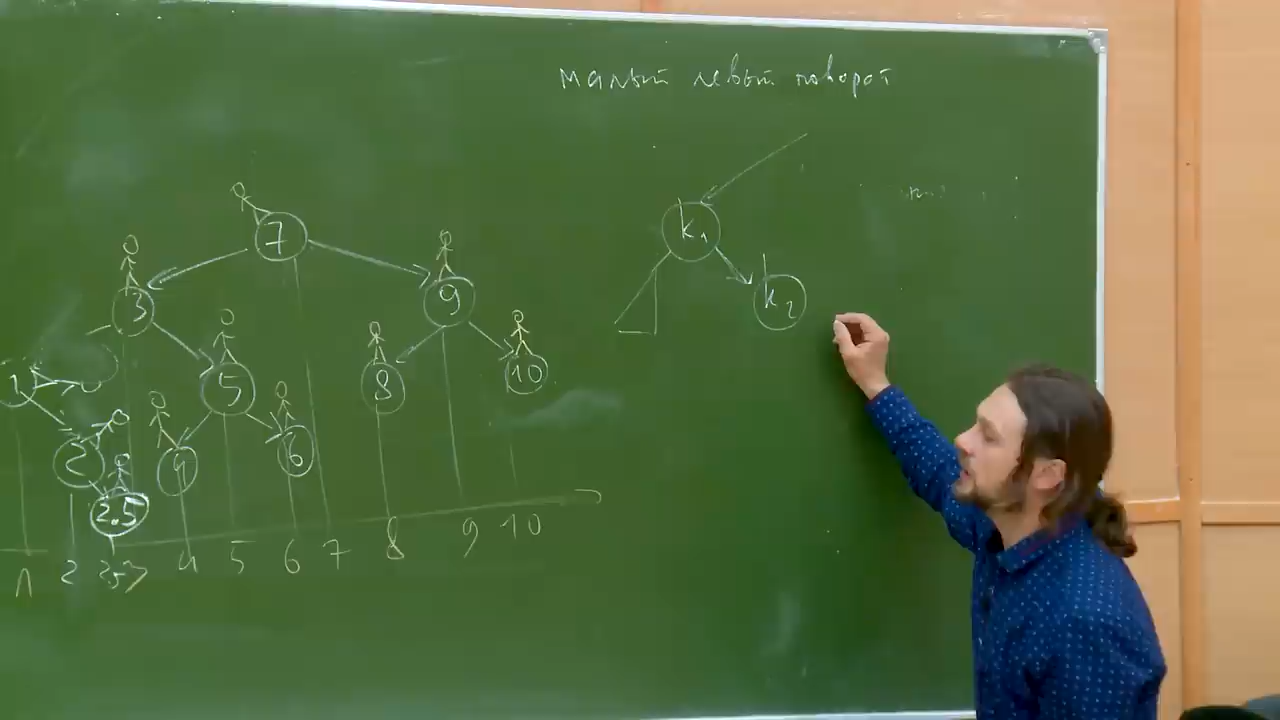 малый левый поворот
7
3 9
1 5 8 10
2 4 6
2.5
k₁
k₂
1 2 2,5 3 4 5 6 7 8 9 10